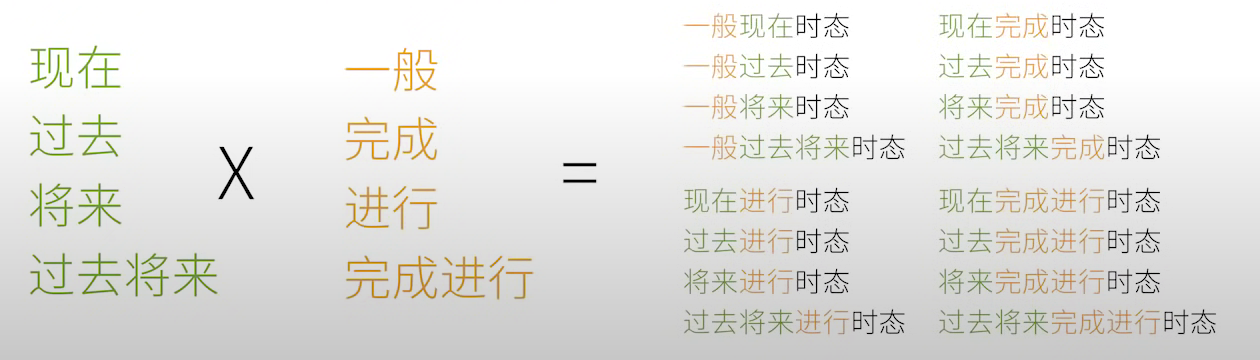 现在
过去
将来
过去将来
X
一般
完成
进行
完成进行
=
一般现在时态
一般过去时态
一般将来时态
一般过去将来时态
现在完成时态
过去完成时态
将来完成时态
过去将来完成时态
现在进行时态
过去进行时态
将来进行时态
过去将来进行时态
现在完成进行时态
过去完成进行时态
将来完成进行时态
过去将来完成进行时态